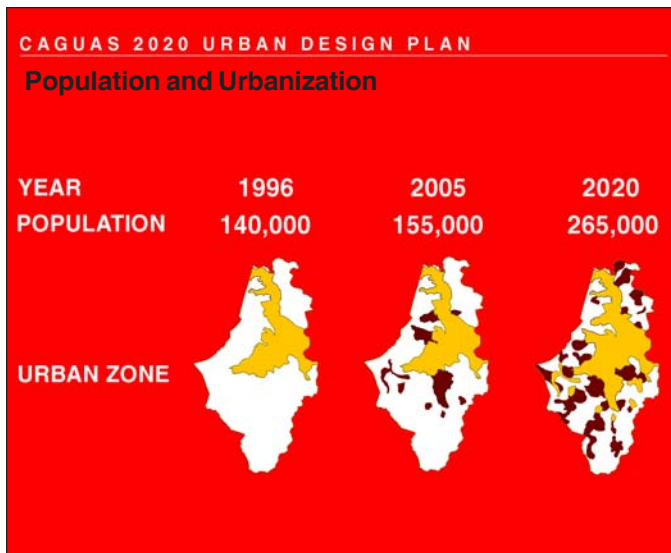 CAGUAS 2020 URBAN DESIGN PLAN
Population and Urbanization
YEAR 1996 2005 2020
POPULATION 140,000 155,000 265,000
URBAN ZONE